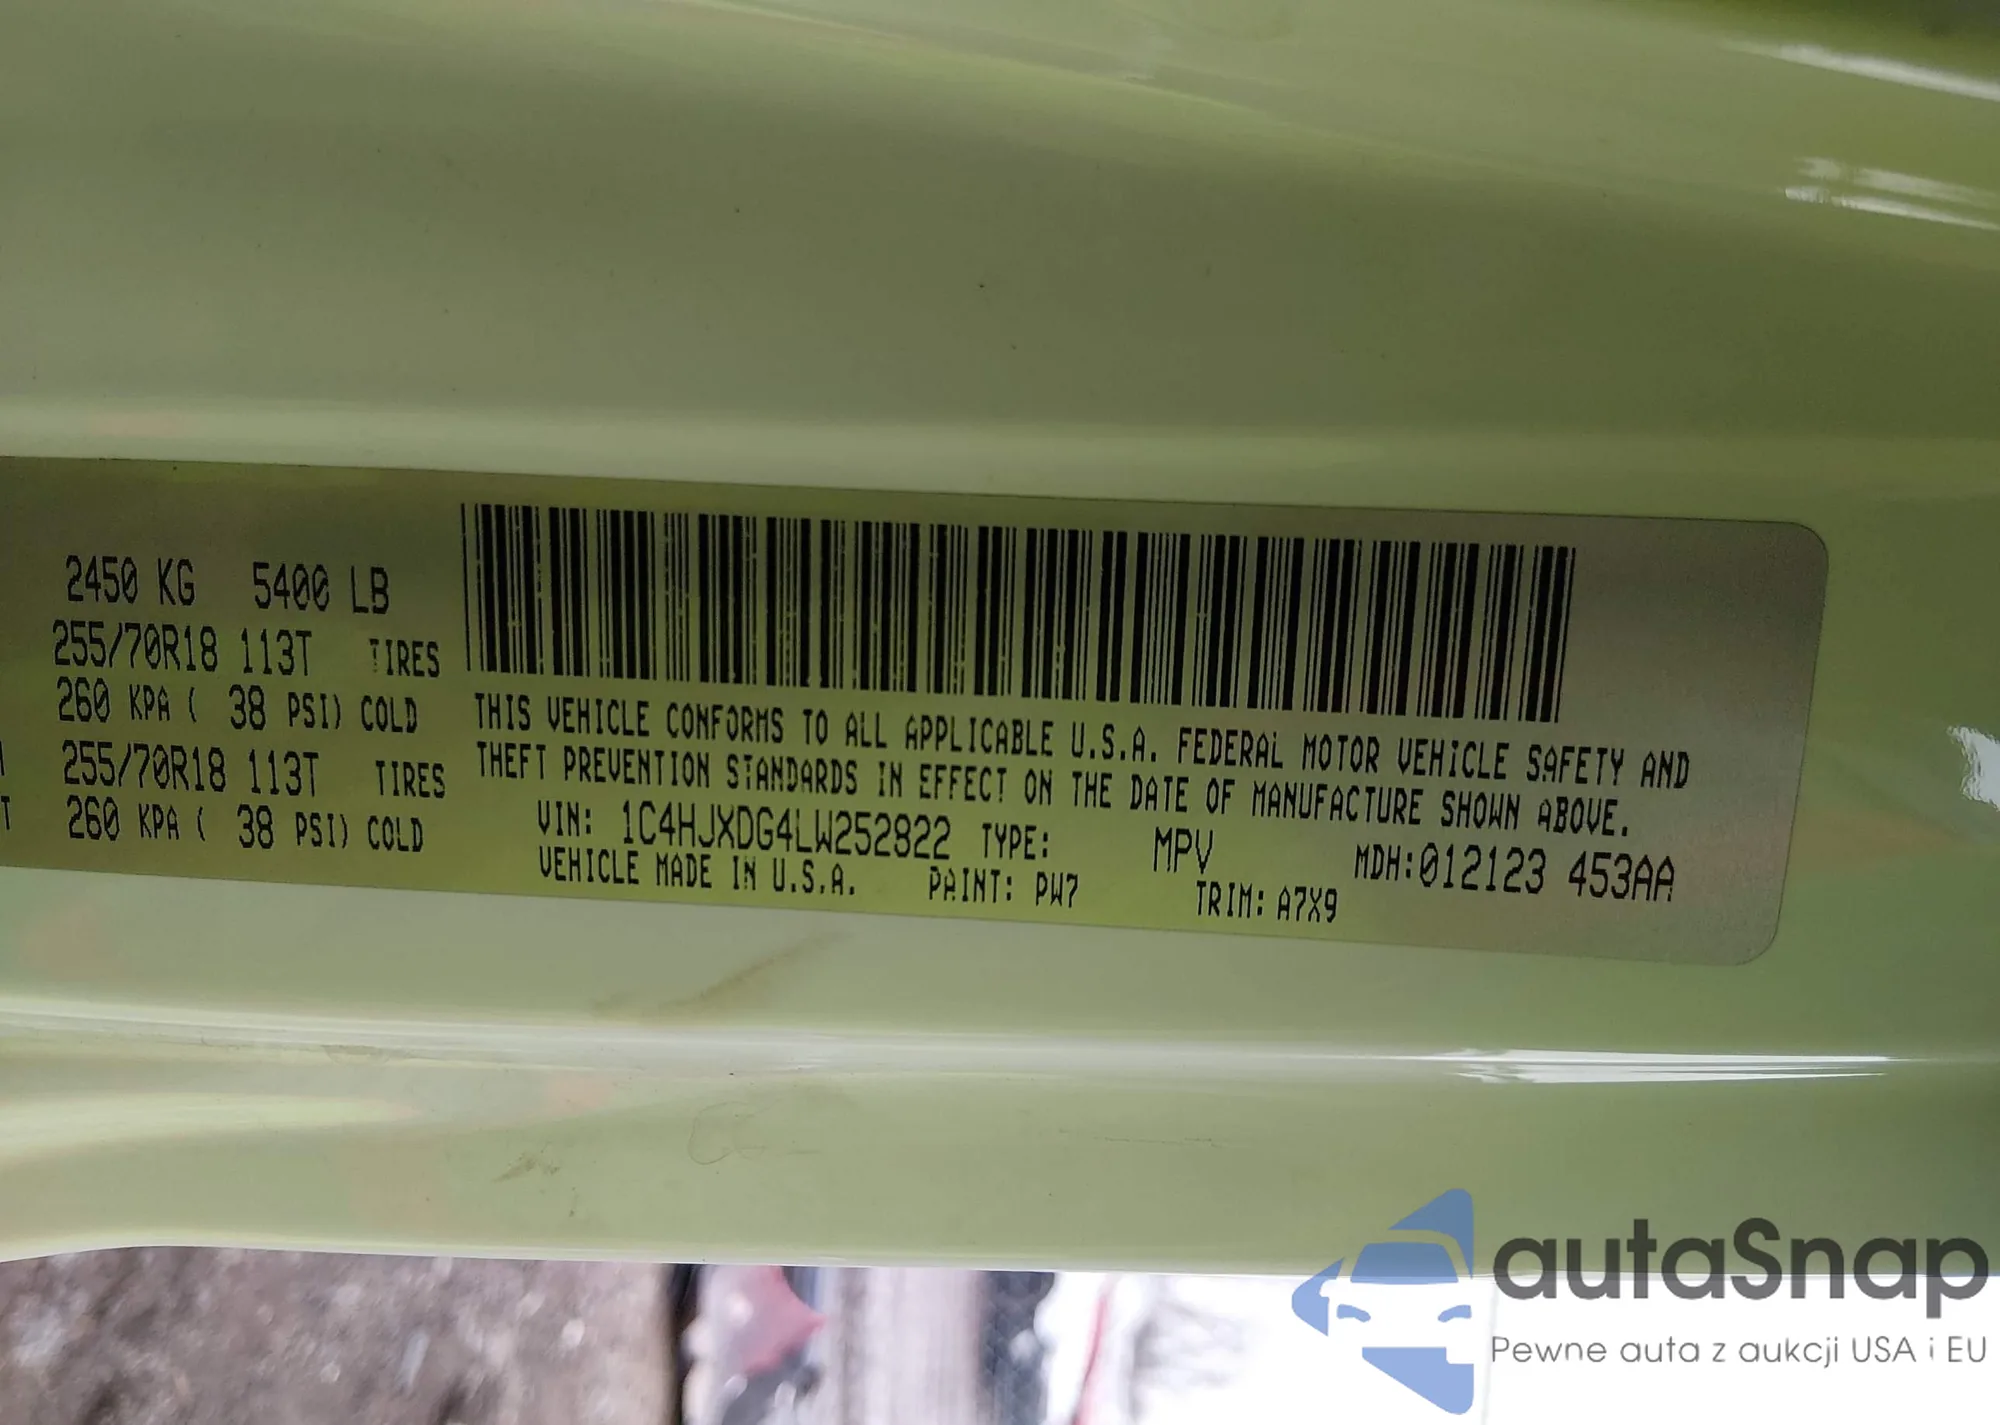 2450 KG 5400 LB
255/70R18 113T TIRES
260 KPA ( 38 PSI) COLD
255/70R18 113T TIRES
260 KPA ( 38 PSI) COLD
THIS VEHICLE CONFORMS TO ALL APPLICABLE U.S.A. FEDERAL MOTOR VEHICLE SAFETY AND
THEFT PREVENTION STANDARDS IN EFFECT ON THE DATE OF MANUFACTURE SHOWN ABOVE.
VIN: 1C4HJXDG4LW252822 TYPE: MPV MDH:012123 453AA
VEHICLE MADE IN U.S.A. PAINT: PW7 TRIM: A7X9
autaSnap
Pewne auta z aukcji USA i EU